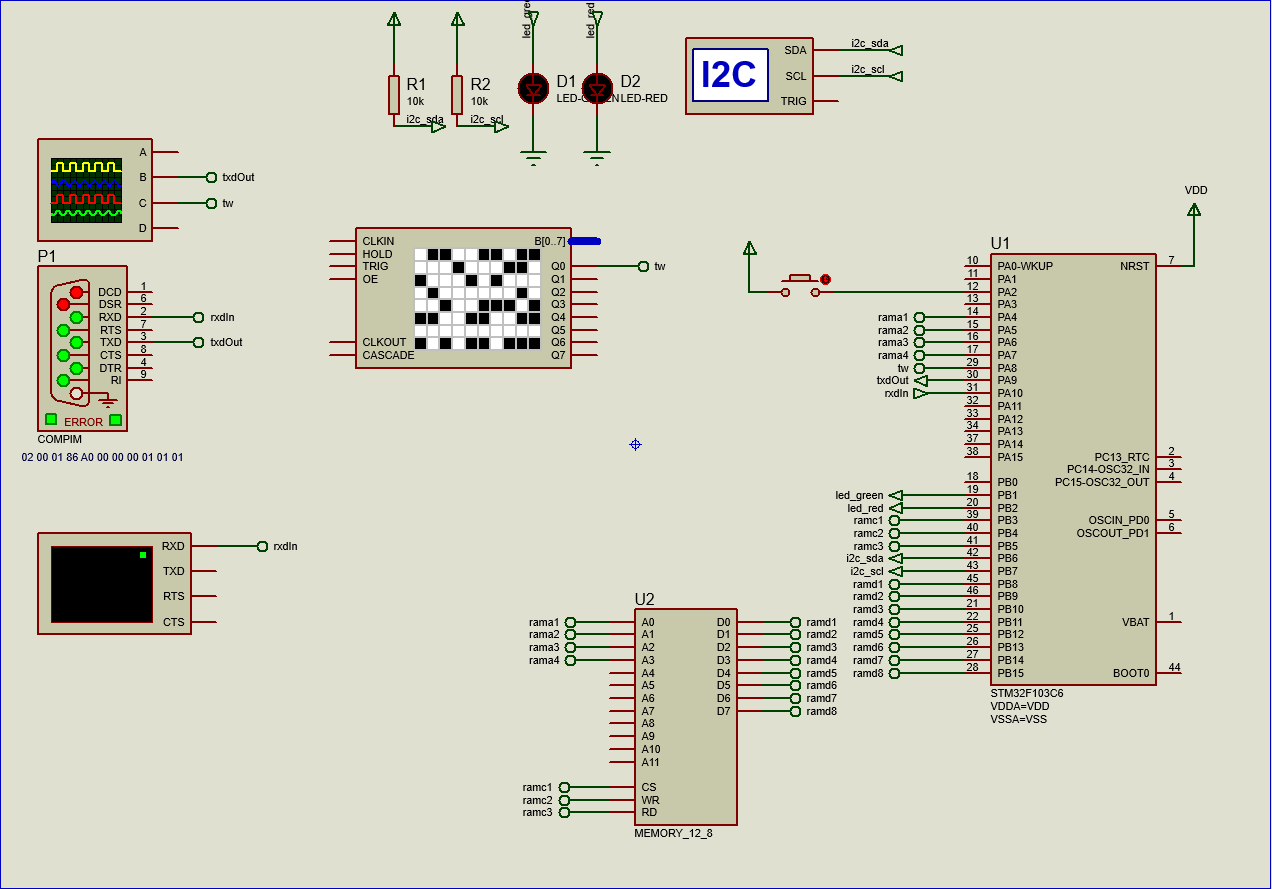 led_green
led_red
R1
10k
i2c_sda
R2
10k
i2c_scl
D1
D2
LED-RED
I2C
SDA
SCL
TRIG
i2c_sda
i2c_scl
A
B
C
D
txdOut
tw
P1
DCD 1
DSR 6
RXD 2 rxdIn
RTS 7
TXD 3 txdOut
CTS 8
DTR 4
RI 9
ERROR
COMPIM
02 00 01 86 A0 00 00 00 01 01 01
CLKIN
HOLD
TRIG
OE
CLKOUT
CASCADE
B[0..7]
Q0 tw
Q1
Q2
Q3
Q4
Q5
Q6
Q7
RXD rxdIn
TXD
RTS
CTS
VDD
U1
10 PA0-WKUP NRST 7
11 PA1
12 PA2
13 PA3
rama1 14 PA4
rama2 15 PA5
rama3 16 PA6
rama4 17 PA7
tw 29 PA8
txdOut 30 PA9
rxdIn 31 PA10
32 PA11
33 PA12
34 PA13
37 PA14
38 PA15
PC13_RTC 2
PC14-OSC32_IN 3
PC15-OSC32_OUT 4
18 PB0
led_green 19 PB1
led_red 20 PB2
ramc1 39 PB3 OSCIN_PD0 5
ramc2 40 PB4 OSCOUT_PD1 6
ramc3 41 PB5
i2c_sda 42 PB6
i2c_scl 43 PB7
ramd1 45 PB8
ramd2 46 PB9
ramd3 21 PB10
ramd4 22 PB11 VBAT 1
ramd5 25 PB12
ramd6 26 PB13
ramd7 27 PB14
ramd8 28 PB15 BOOT0 44
STM32F103C6
VDDA=VDD
VSSA=VSS
U2
rama1 A0 D0 ramd1
rama2 A1 D1 ramd2
rama3 A2 D2 ramd3
rama4 A3 D3 ramd4
A4 D4 ramd5
A5 D5 ramd6
A6 D6 ramd7
A7 D7 ramd8
A8
A9
A10
A11
ramc1 CS
ramc2 WR
ramc3 RD
MEMORY_12_8